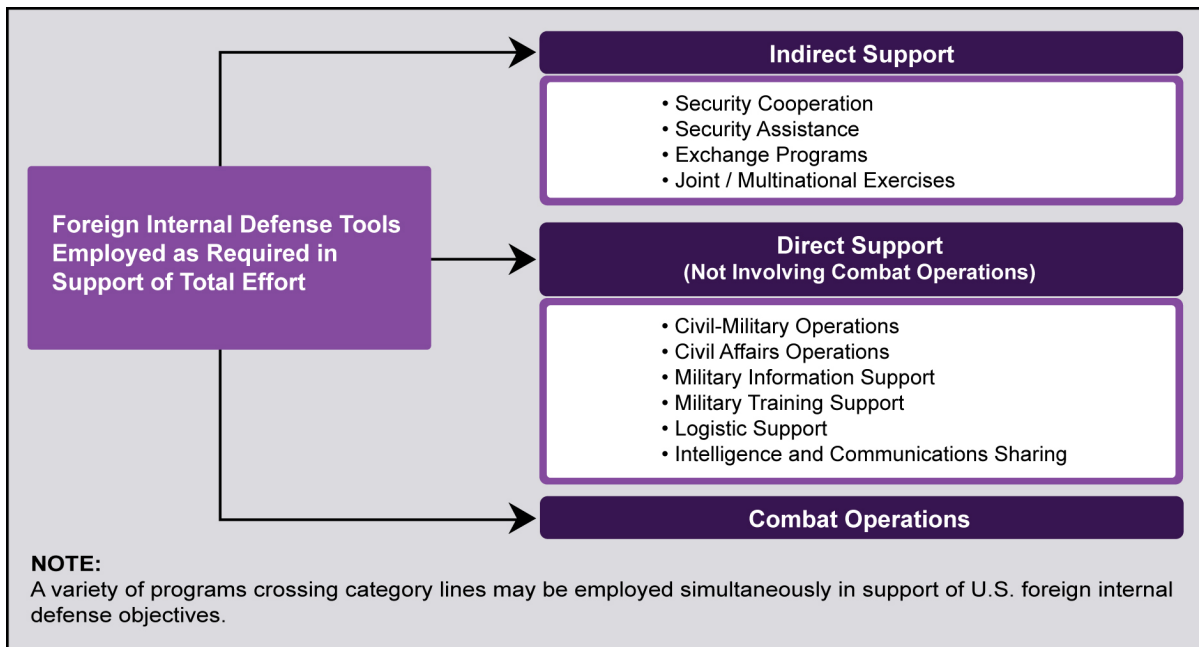 Indirect Support
• Security Cooperation
• Security Assistance
• Exchange Programs
• Joint / Multinational Exercises
Foreign Internal Defense Tools
Employed as Required in
Support of Total Effort
Direct Support
(Not Involving Combat Operations)
• Civil-Military Operations
• Civil Affairs Operations
• Military Information Support
• Military Training Support
• Logistic Support
• Intelligence and Communications Sharing
Combat Operations
NOTE:
A variety of programs crossing category lines may be employed simultaneously in support of U.S. foreign internal
defense objectives.